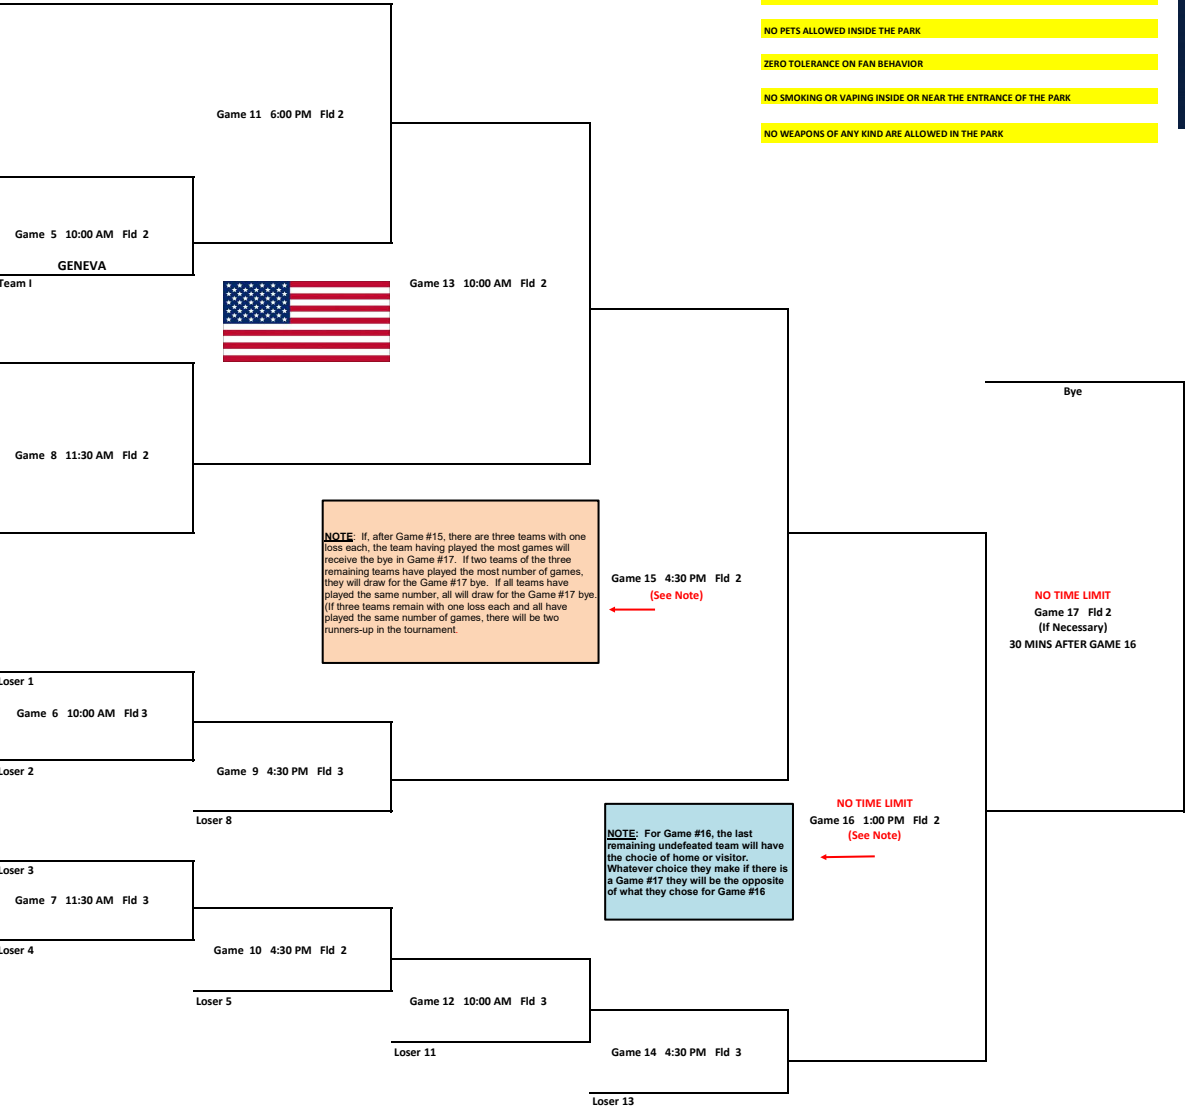 NO PETS ALLOWED INSIDE THE PARK
ZERO TOLERANCE ON FAN BEHAVIOR
NO SMOKING OR VAPING INSIDE OR NEAR THE ENTRANCE OF THE PARK
NO WEAPONS OF ANY KIND ARE ALLOWED IN THE PARK
Game 11 6:00 PM Fld 2
Game 5 10:00 AM Fld 2
GENEVA
Team I
Game 13 10:00 AM Fld 2
Bye
Game 8 11:30 AM Fld 2
NOTE: If, after Game #15, there are three teams with one
loss each, the team having played the most games will
receive the bye in Game #17. If two teams of the three
remaining teams have played the most number of games,
they will draw for the Game #17 bye. If all teams have
played the same number, all will draw for the Game #17 bye.
(If three teams remain with one loss each and all have
played the same number of games, there will be two
runners-up in the tournament.
Game 15 4:30 PM Fld 2
(See Note)
NO TIME LIMIT
Game 17 Fld 2
(If Necessary)
30 MINS AFTER GAME 16
Loser 1
Game 6 10:00 AM Fld 3
Loser 2
Game 9 4:30 PM Fld 3
Loser 8
NO TIME LIMIT
Game 16 1:00 PM Fld 2
(See Note)
NOTE: For Game #16, the last
remaining undefeated team will have
the chocie of home or visitor.
Whatever choice they make if there is
a Game #17 they will be the opposite
of what they chose for Game #16
Loser 3
Game 7 11:30 AM Fld 3
Loser 4
Game 10 4:30 PM Fld 2
Loser 5
Game 12 10:00 AM Fld 3
Loser 11
Game 14 4:30 PM Fld 3
Loser 13